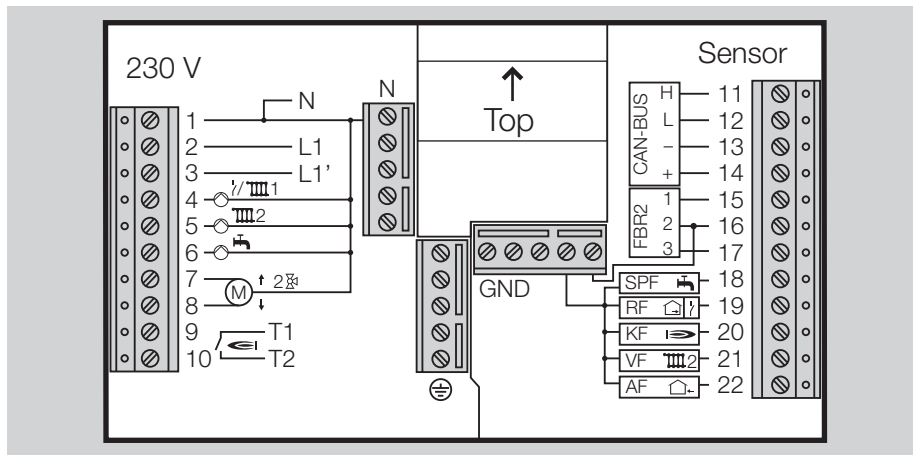 230 V
N
Top
Sensor
1
N
2
L1
3
L1'
4
1
5
2
6
7
2
8
M
9
T1
10
T2
GND
CAN-BUS
H
11
L
12
–
13
+
14
FBR2
1
15
2
16
3
17
SPF
18
RF
19
KF
20
VF
2
21
AF
22